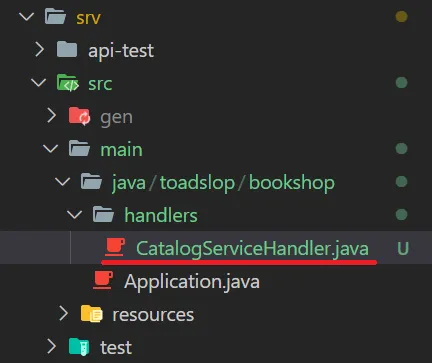 srv
api-test
src
gen
main
java/toadslop/bookshop
handlers
CatalogServiceHandler.java U
Application.java
resources
test